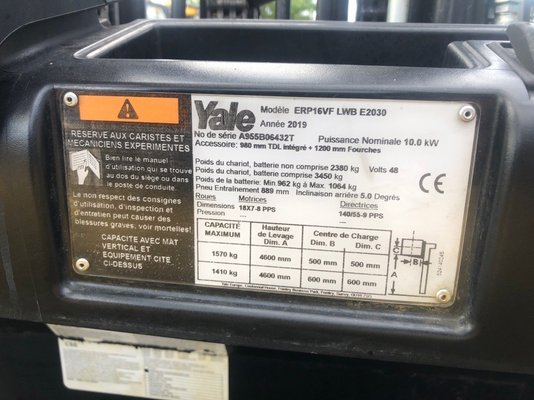 Yale
Modèle ERP16VF LWB E2030
Année 2019
No de série A955B06432T Puissance Nominale 10.0 kW
Accessoire: 980 mm TDL intégré + 1200 mm Fourches
Poids du chariot, batterie non comprise 2380 kg Volts 48
Poids du chariot, batterie comprise 3450 kg
Poids de la batterie: Min 962 kg à Max 1064 kg
Pneu Entraînement 889 mm Inclinaison arrière 5.0 Degrés
Roues Motrices Directrices
Dimensions 18X7-8 PPS 140/55-9 PPS
Pression --- ---
CAPACITÉ MAXIMUM Hauteur de Levage Dim. A Centre de Charge Dim. B Dim. C
1570 kg 4600 mm 500 mm 500 mm
1410 kg 4600 mm 600 mm 600 mm
CE
C
B
A
RESERVE AUX CARISTES ET
MECANICIENS EXPERIMENTES
Bien lire le manuel
d'utilisation qui se trouve
au dos du siège ou dans
le poste de conduite.
Ne pas respect des consignes
d'utilisation, d'inspection et
d'entretien peut causer des
blessures graves, voir mortelles!
CAPACITE AVEC MAT
VERTICAL ET
EQUIPEMENT CITE
CI-DESSUS